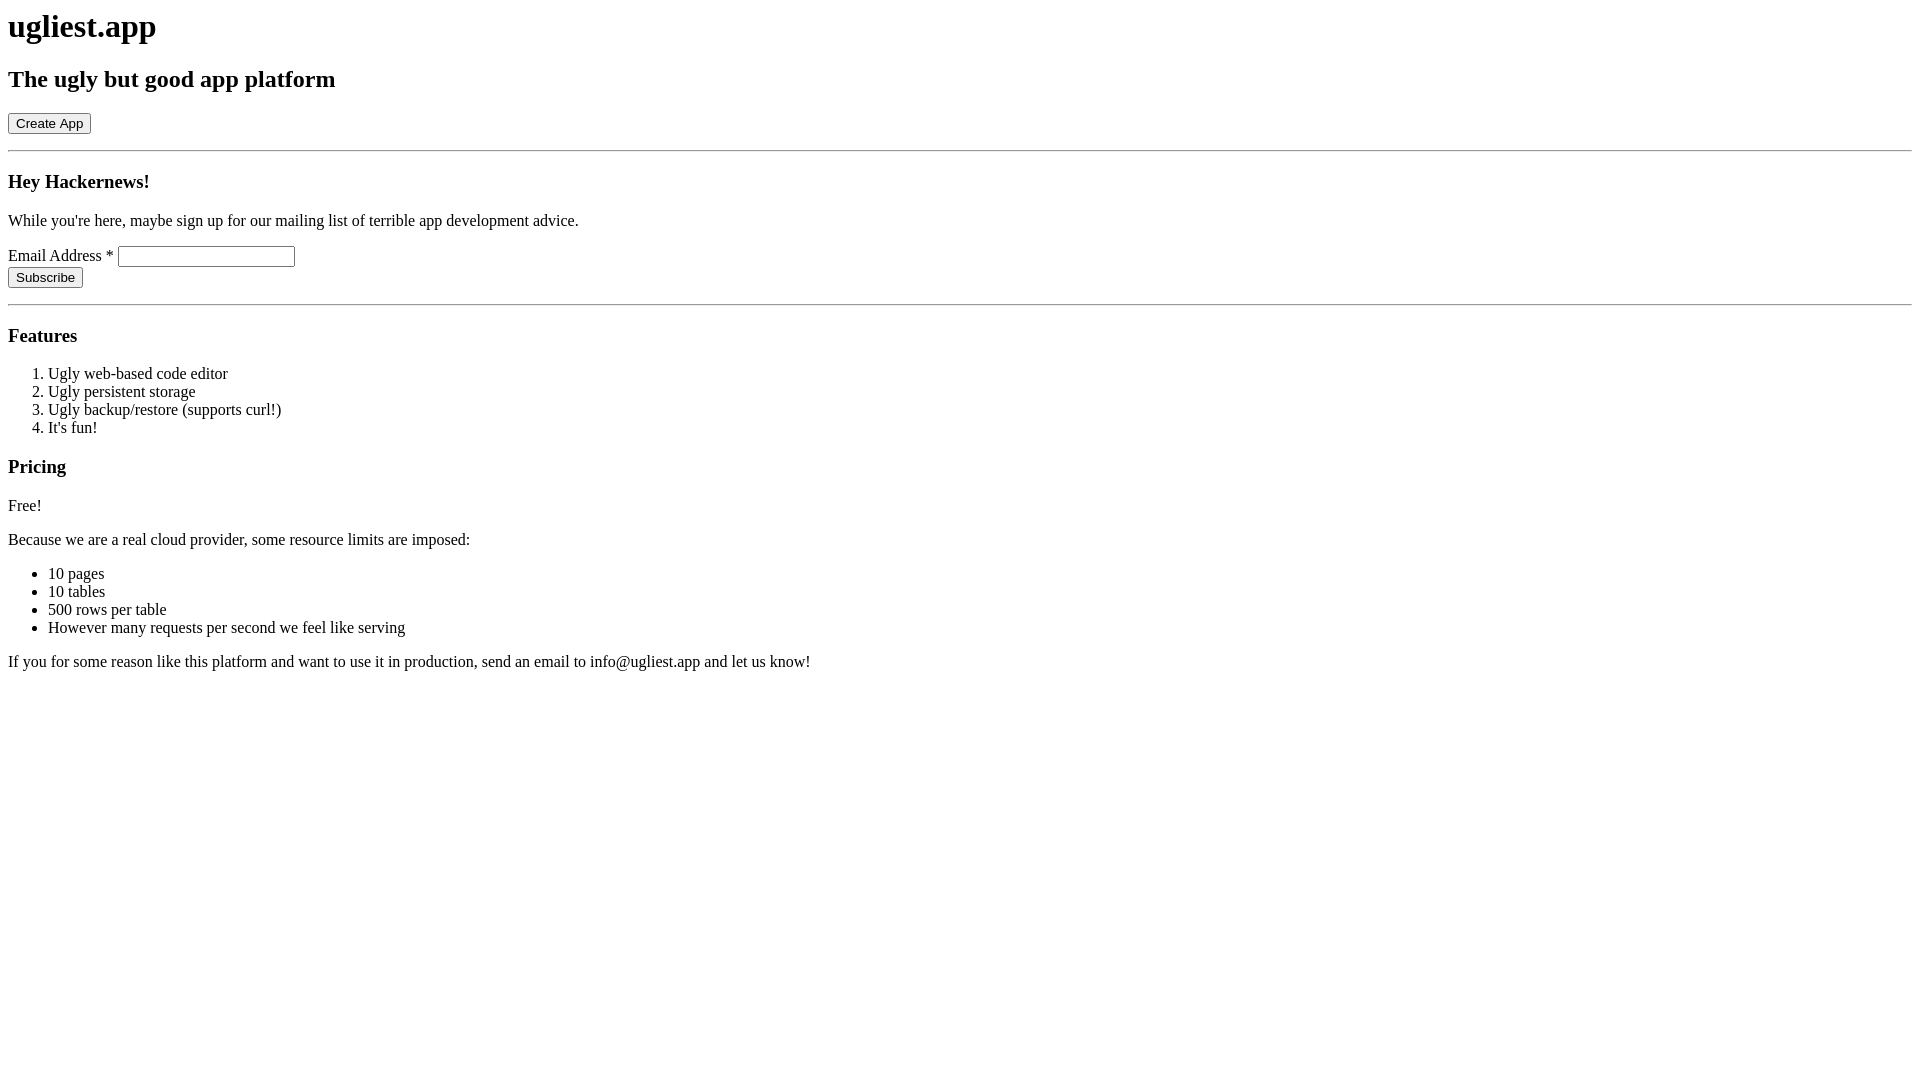 ugliest.app
The ugly but good app platform
Create App
Hey Hackernews!
While you're here, maybe sign up for our mailing list of terrible app development advice.
Email Address *
Subscribe
Features
1. Ugly web-based code editor
2. Ugly persistent storage
3. Ugly backup/restore (supports curl!)
4. It's fun!
Pricing
Free!
Because we are a real cloud provider, some resource limits are imposed:
• 10 pages
• 10 tables
• 500 rows per table
• However many requests per second we feel like serving
If you for some reason like this platform and want to use it in production, send an email to info@ugliest.app and let us know!